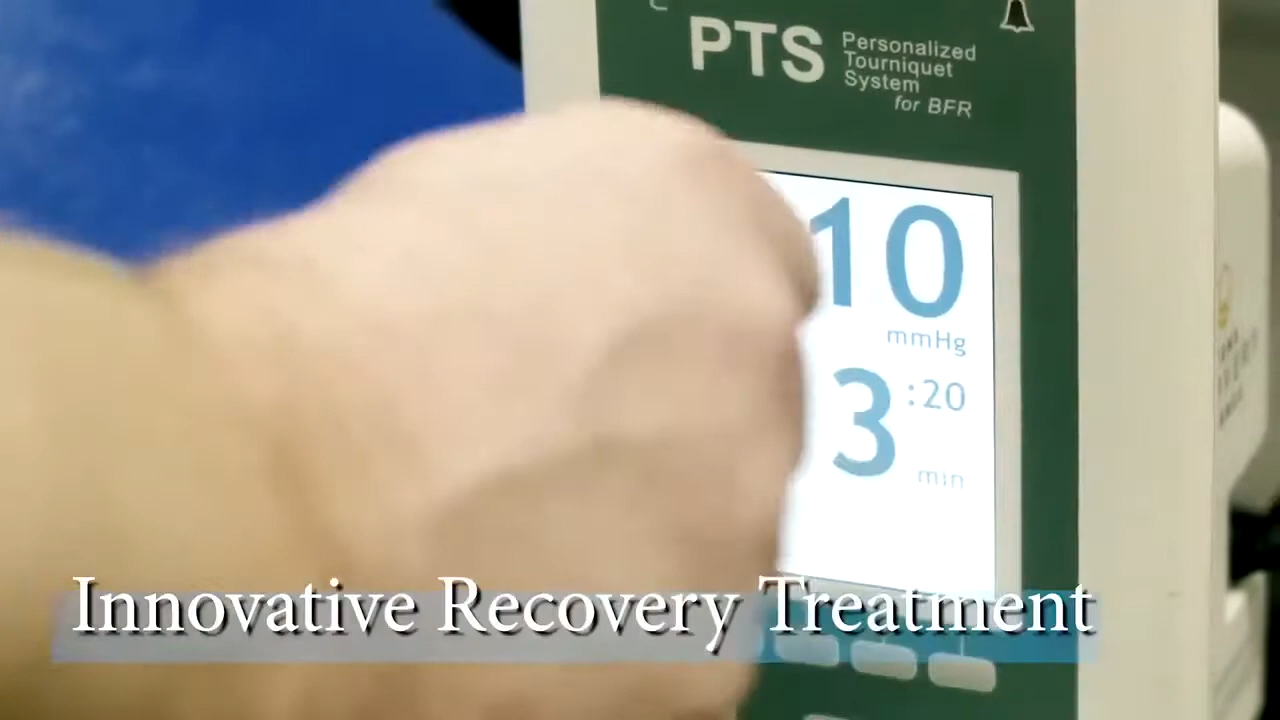 PTS
Personalized
Tourniquet
System
for BFR
10
mmHg
3 :20
min
Innovative Recovery Treatment